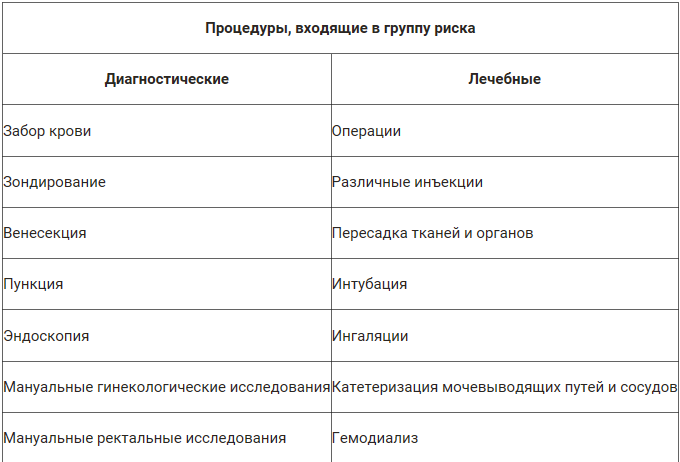 Процедуры, входящие в группу риска
Диагностические Лечебные
Забор крови Операции
Зондирование Различные инъекции
Венесекция Пересадка тканей и органов
Пункция Интубация
Эндоскопия Ингаляции
Мануальные гинекологические исследования Катетеризация мочевыводящих путей и сосудов
Мануальные ректальные исследования Гемодиализ